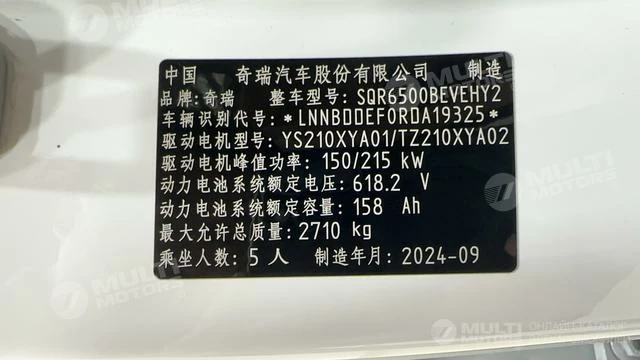 中国 奇瑞汽车股份有限公司 制造
品牌:奇瑞 整车型号:SQR6500BEVEHY2
车辆识别代号:*LNNBDDEF0RDA19325*
驱动电机型号:YS210XYA01/TZ210XYA02
驱动电机峰值功率:150/215 kW
动力电池系统额定电压:618.2 V
动力电池系统额定容量:158 Ah
最大允许总质量:2710 kg
乘坐人数:5人 制造年月:2024-09
MULTI MOTORS
MULTI ОНЛАЙН-КАТАЛОГ